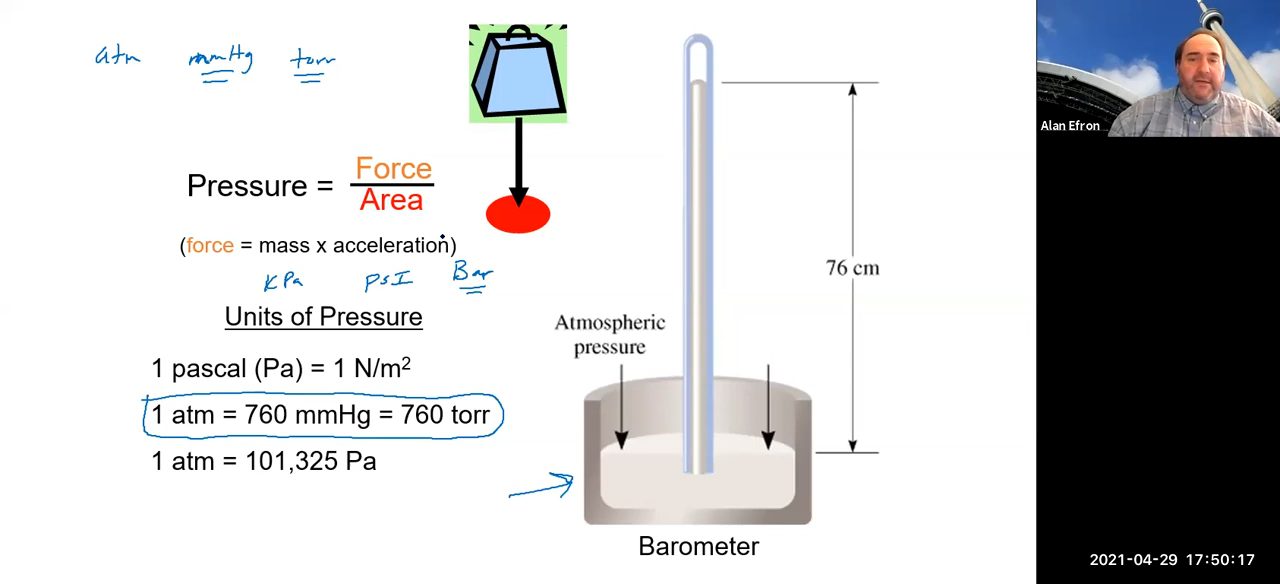 atm mmHg torr
Pressure = Force
Area
(force = mass x acceleration)
KPa PSI Bar
Units of Pressure
1 pascal (Pa) = 1 N/m²
1 atm = 760 mmHg = 760 torr
1 atm = 101,325 Pa
76 cm
Atmospheric
pressure
Barometer
Alan Efron
2021-04-29 17:50:17